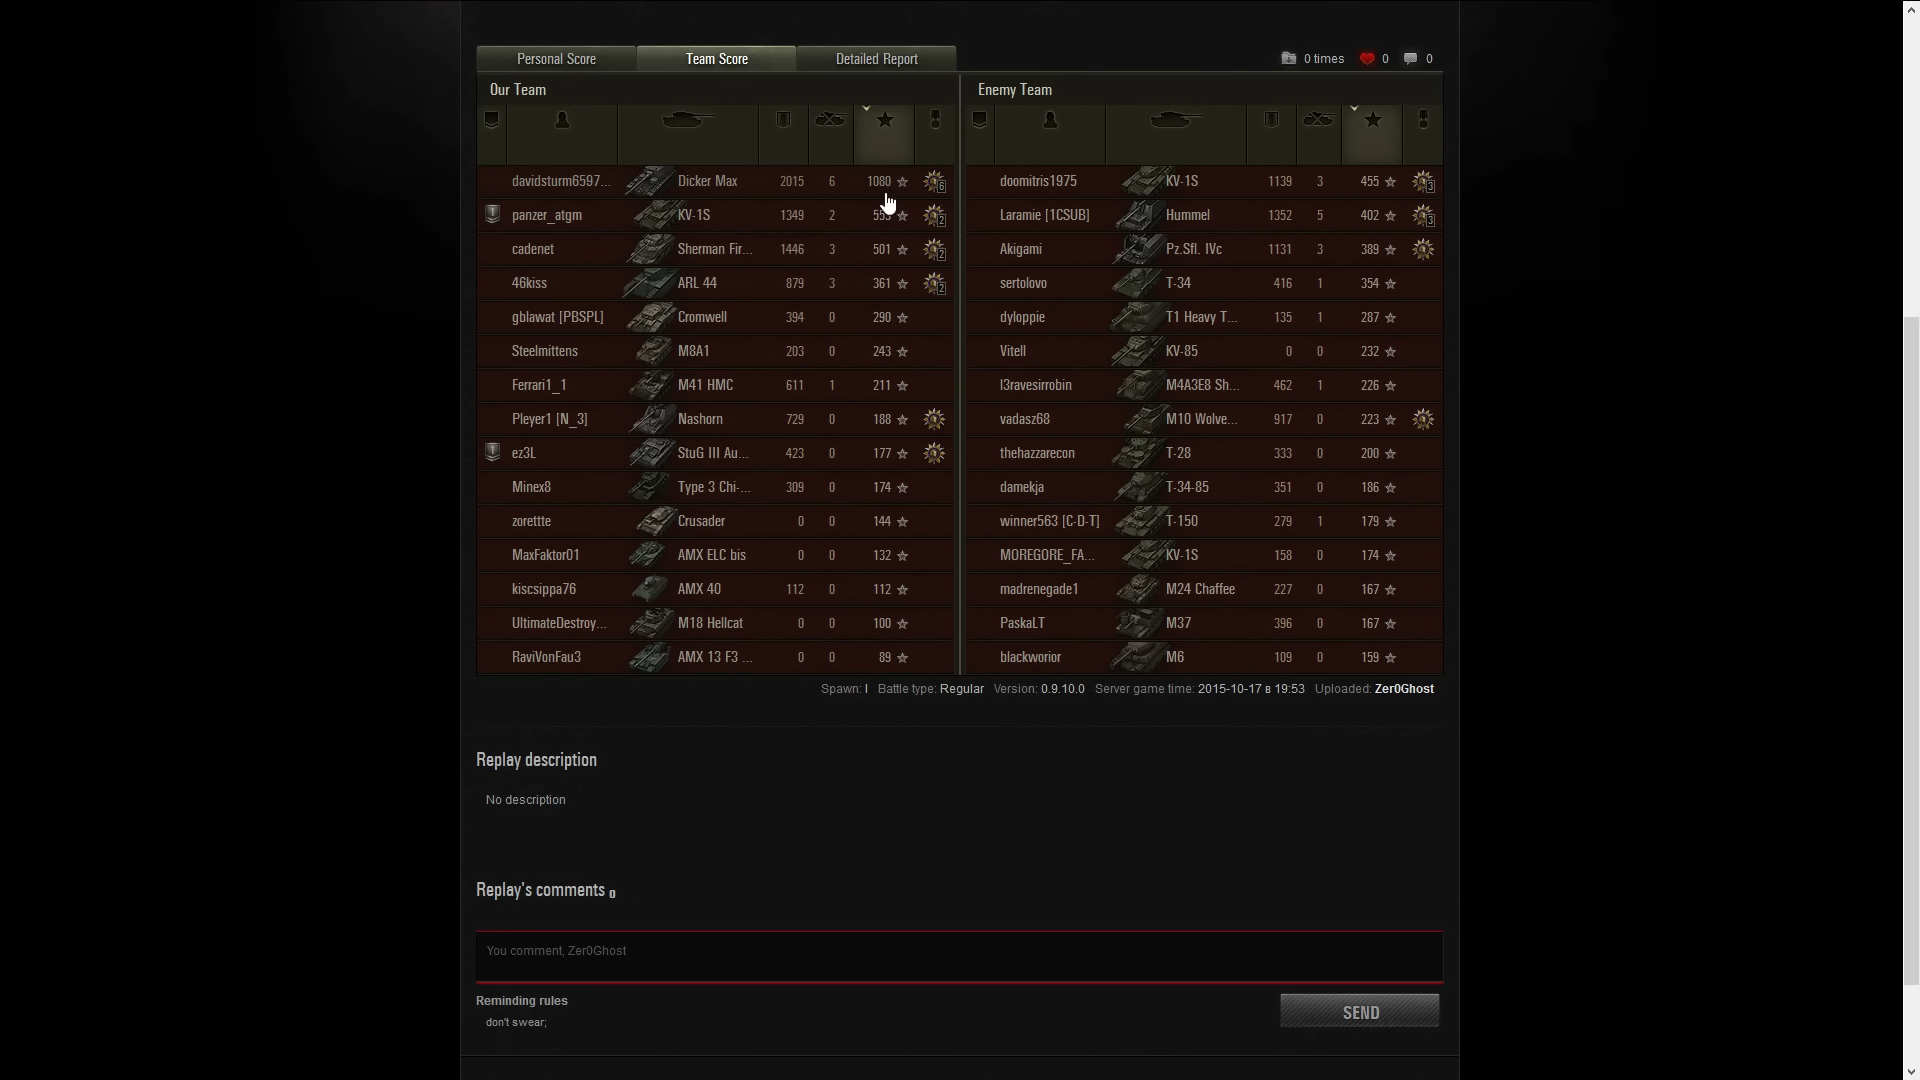 Personal Score Team Score Detailed Report 0 times 0 0
Our Team Enemy Team
davidsturm6597... Dicker Max 2015 6 1080 6 doomitris1975 KV-1S 1139 3 455 3
panzer_atgm KV-1S 1349 2 2 Laramie [1CSUB] Hummel 1352 5 402 3
cadenet Sherman Fir... 1446 3 501 2 Akigami Pz.Sfl. IVc 1131 3 389
46kiss ARL 44 879 3 361 2 sertolovo T-34 416 1 354
gblawat [PBSPL] Cromwell 394 0 290 dyloppie T1 Heavy T... 135 1 287
Steelmittens M8A1 203 0 243 Vitell KV-85 0 0 232
Ferrari1_1 M41 HMC 611 1 211 l3ravesirrobin M4A3E8 Sh... 462 1 226
Pleyer1 [N_3] Nashorn 729 0 188 vadasz68 M10 Wolve... 917 0 223
ez3L StuG III Au... 423 0 177 thehazzarecon T-28 333 0 200
Minex8 Type 3 Chi-... 309 0 174 damekja T-34-85 351 0 186
zorettte Crusader 0 0 144 winner563 [C-D-T] T-150 279 1 179
MaxFaktor01 AMX ELC bis 0 0 132 MOREGORE_FA... KV-1S 158 0 174
kiscsippa76 AMX 40 112 0 112 madrenegade1 M24 Chaffee 227 0 167
UltimateDestroy... M18 Hellcat 0 0 100 PaskaLT M37 396 0 167
RaviVonFau3 AMX 13 F3 ... 0 0 89 blackworior M6 109 0 159
Spawn: I Battle type: Regular Version: 0.9.10.0 Server game time: 2015-10-17 в 19:53 Uploaded: Zer0Ghost
Replay description
No description
Replay's comments 0
You comment, Zer0Ghost
Reminding rules
don't swear;
SEND